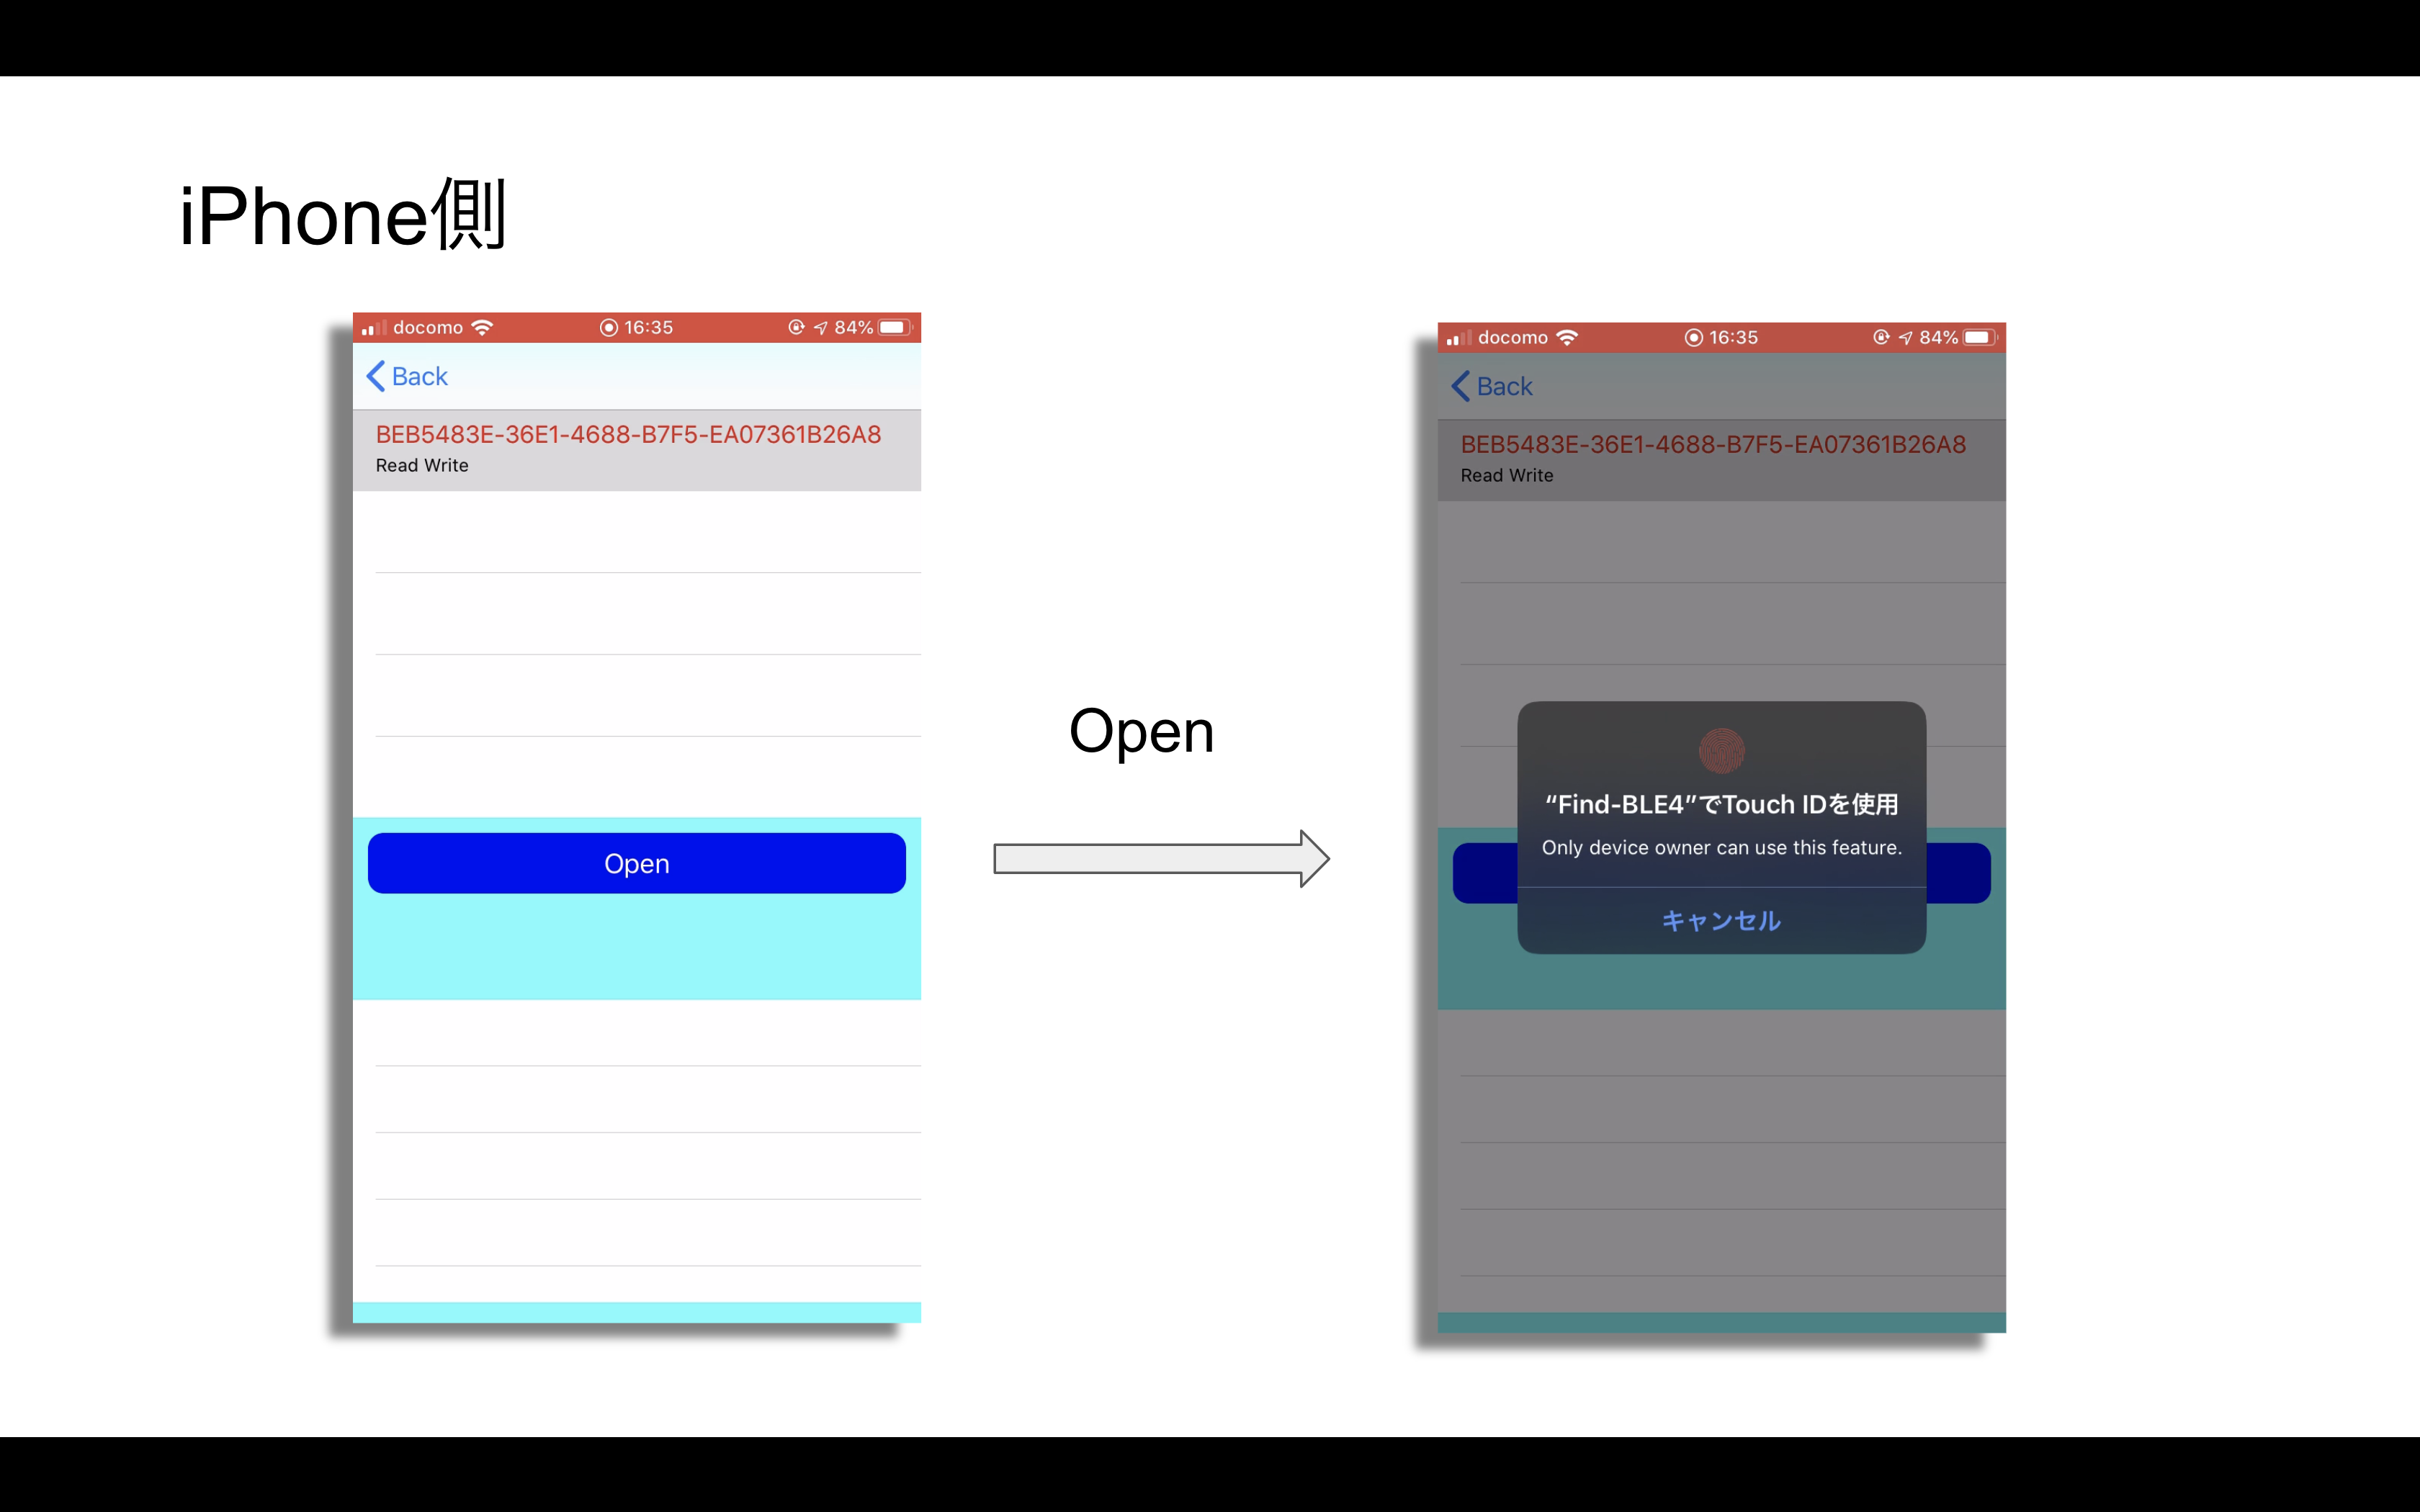 iPhone側
docomo 16:35 84%
Back
BEB5483E-36E1-4688-B7F5-EA07361B26A8
Read Write
Open
Open
docomo 16:35 84%
Back
BEB5483E-36E1-4688-B7F5-EA07361B26A8
Read Write
“Find-BLE4”でTouch IDを使用
Only device owner can use this feature.
キャンセル